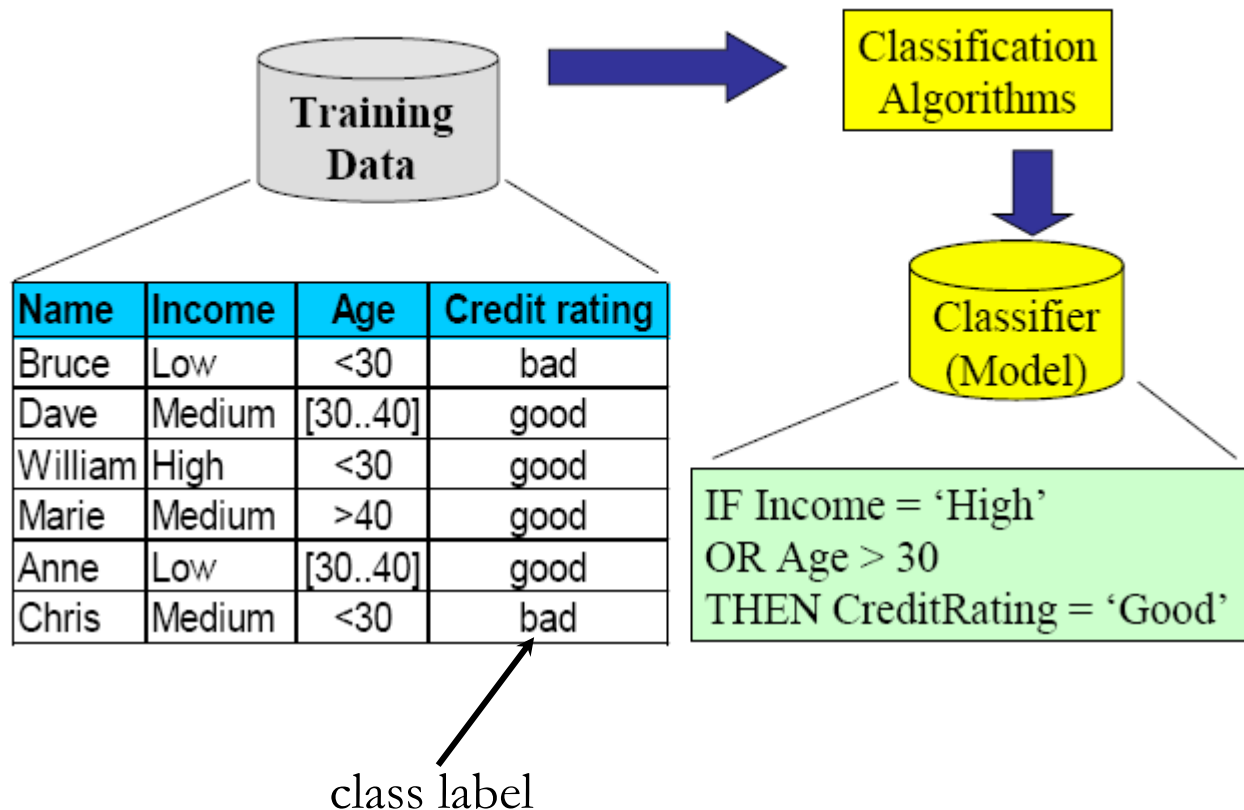 Training
Data
Classification
Algorithms
Classifier
(Model)
Name Income Age Credit rating
Bruce Low <30 bad
Dave Medium [30..40] good
William High <30 good
Marie Medium >40 good
Anne Low [30..40] good
Chris Medium <30 bad
IF Income = ‘High’
OR Age > 30
THEN CreditRating = ‘Good’
class label